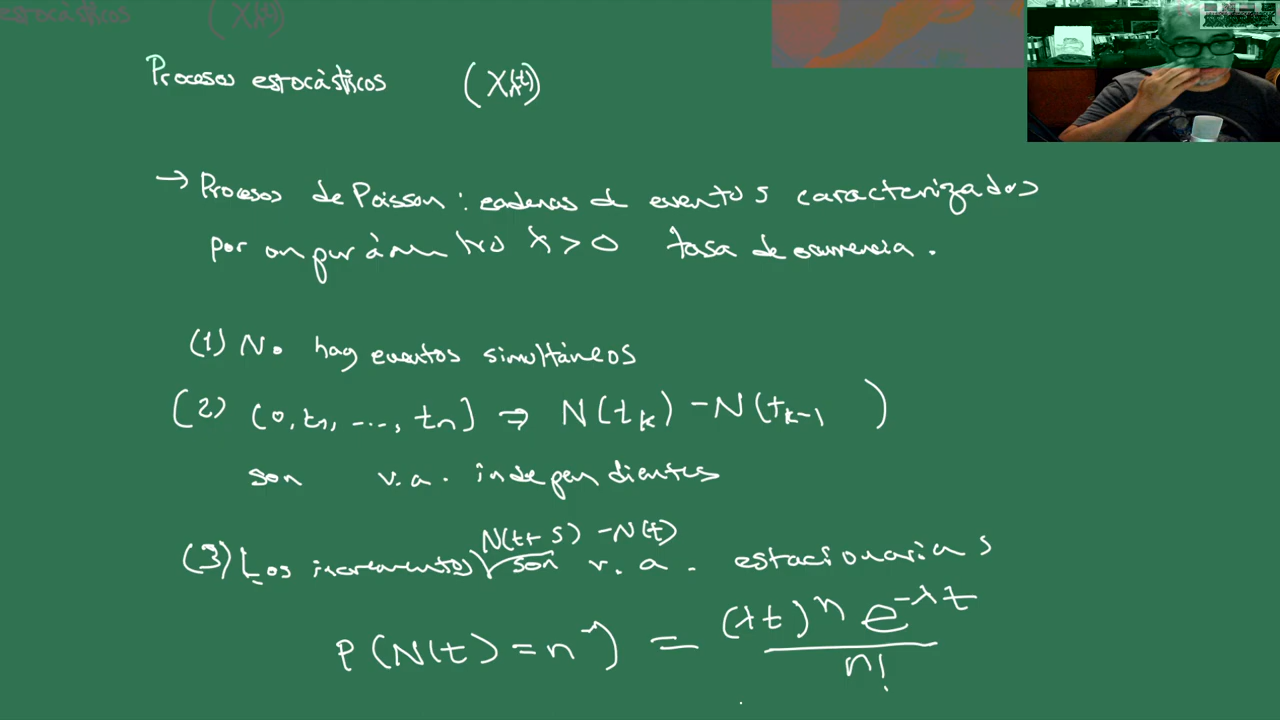 estocásticos (X(t))
Procesos estocásticos (X(t))
→ Procesos de Poisson : cadenas de eventos caracterizados
por un parámetro λ > 0 tasa de ocurrencia .
(1) No hay eventos simultáneos
(2) (0, t1, ..., tn] ⇒ N(tk) - N(tk-1)
son v.a. independientes
N(t+s) - N(t)
(3) Los incrementos son v.a. estacionarias
P(N(t) = n) = (λt)^n e^{-λt} / n!